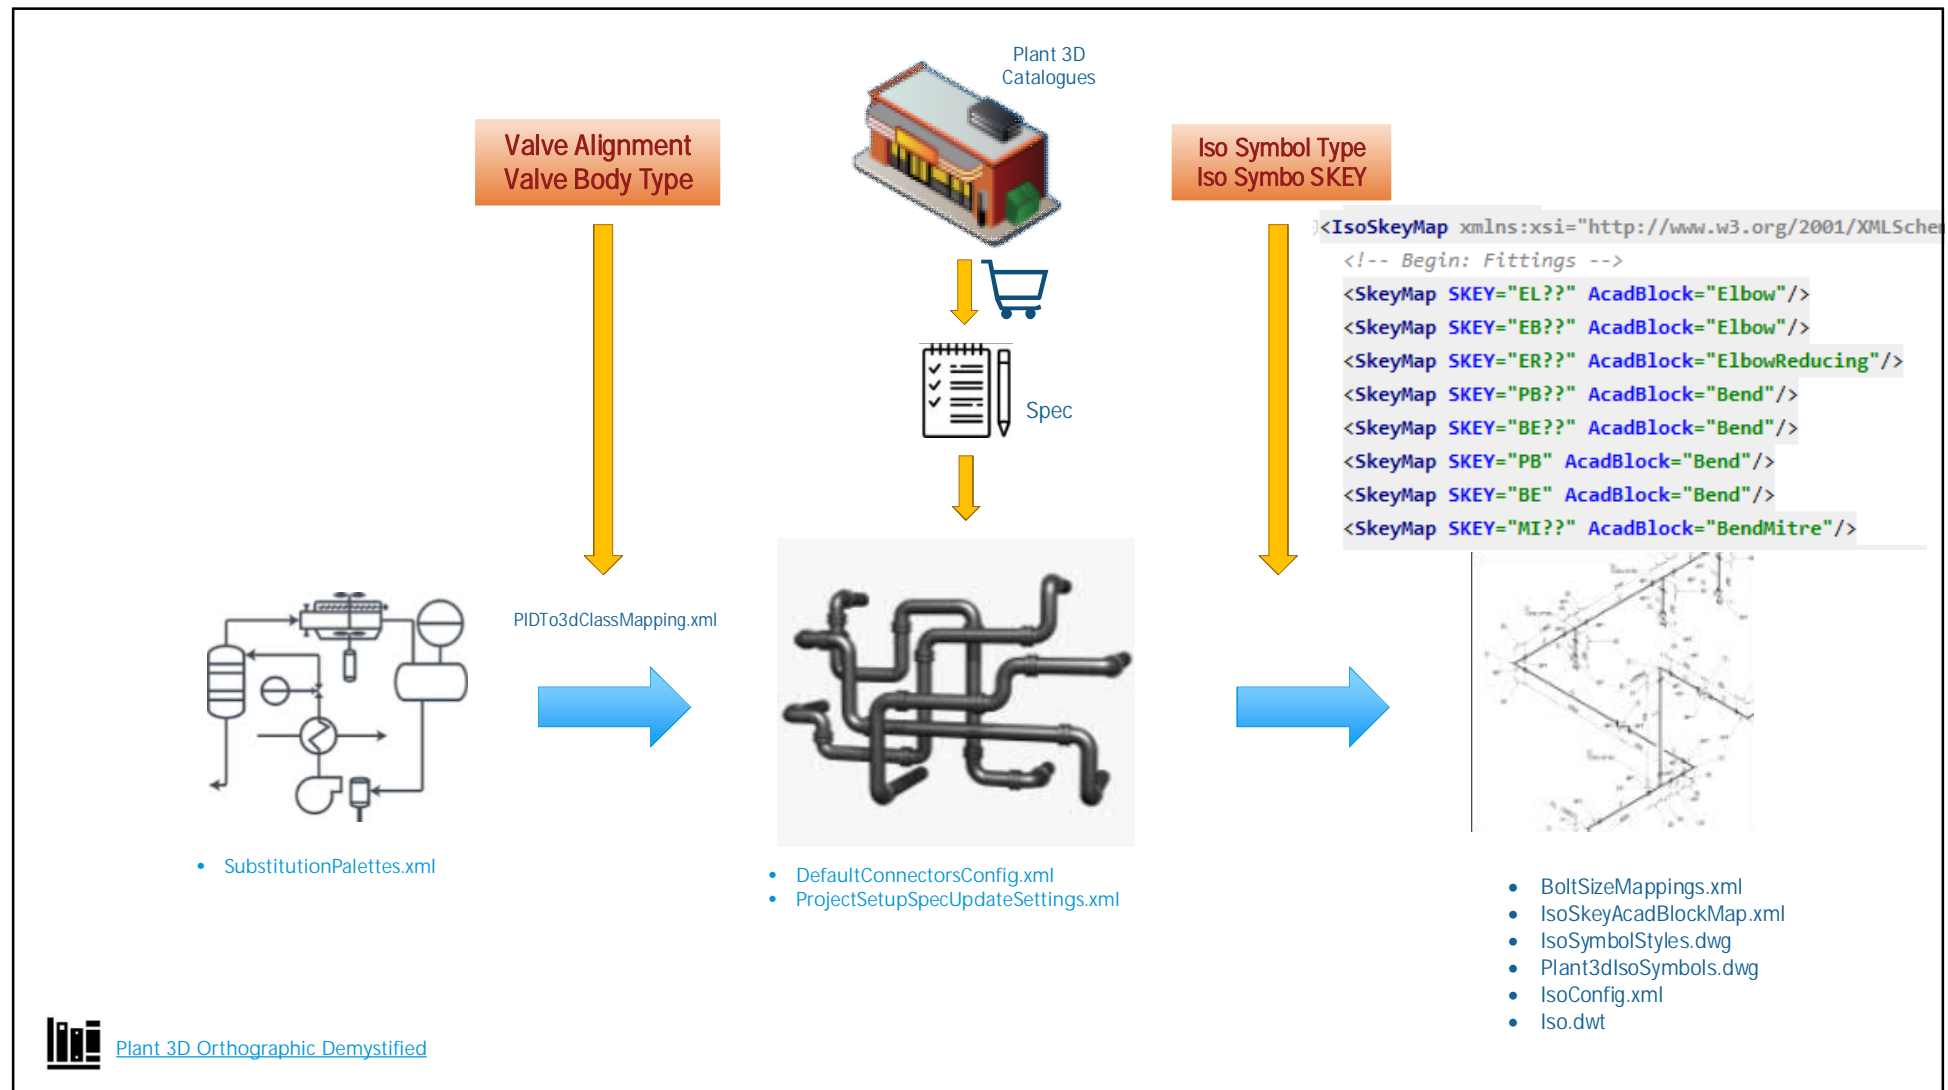 Plant 3D
Catalogues
Valve Alignment
Valve Body Type
Iso Symbol Type
Iso Symbo SKEY
<IsoSkeyMap xmlns:xsi="http://www.w3.org/2001/XMLSchem
<!-- Begin: Fittings -->
<SkeyMap SKEY="EL??" AcadBlock="Elbow"/>
<SkeyMap SKEY="EB??" AcadBlock="Elbow"/>
<SkeyMap SKEY="ER??" AcadBlock="ElbowReducing"/>
<SkeyMap SKEY="PB??" AcadBlock="Bend"/>
<SkeyMap SKEY="BE??" AcadBlock="Bend"/>
<SkeyMap SKEY="PB" AcadBlock="Bend"/>
<SkeyMap SKEY="BE" AcadBlock="Bend"/>
<SkeyMap SKEY="MI??" AcadBlock="BendMitre"/>
Spec
PIDTo3dClassMapping.xml
• SubstitutionPalettes.xml
• DefaultConnectorsConfig.xml
• ProjectSetupSpecUpdateSettings.xml
• BoltSizeMappings.xml
• IsoSkeyAcadBlockMap.xml
• IsoSymbolStyles.dwg
• Plant3dIsoSymbols.dwg
• IsoConfig.xml
• Iso.dwt
Plant 3D Orthographic Demystified